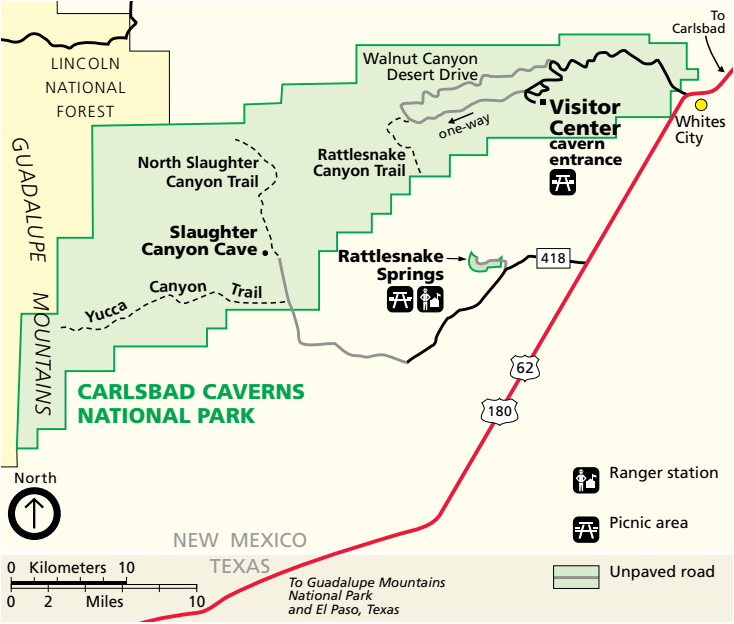 To
Carlsbad
LINCOLN
NATIONAL
FOREST
Walnut Canyon
Desert Drive
one-way
Visitor
Center
cavern
entrance
Whites
City
GUADALUPE
MOUNTAINS
North Slaughter
Canyon Trail
Rattlesnake
Canyon Trail
Slaughter
Canyon Cave
Rattlesnake
Springs
418
Yucca Canyon Trail
62
180
CARLSBAD CAVERNS
NATIONAL PARK
North
Ranger station
Picnic area
Unpaved road
NEW MEXICO
TEXAS
0 Kilometers 10
0 2 Miles 10
To Guadalupe Mountains
National Park
and El Paso, Texas